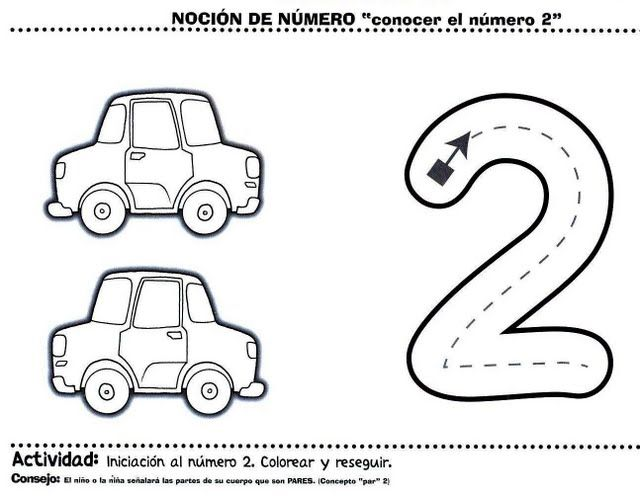 NOCIÓN DE NÚMERO "conocer el número 2"
2
Actividad: Iniciación al número 2. Colorear y reseguir.
Consejo: El niño o la niña señalará las partes de su cuerpo que son PARES. (Concepto "par" 2)